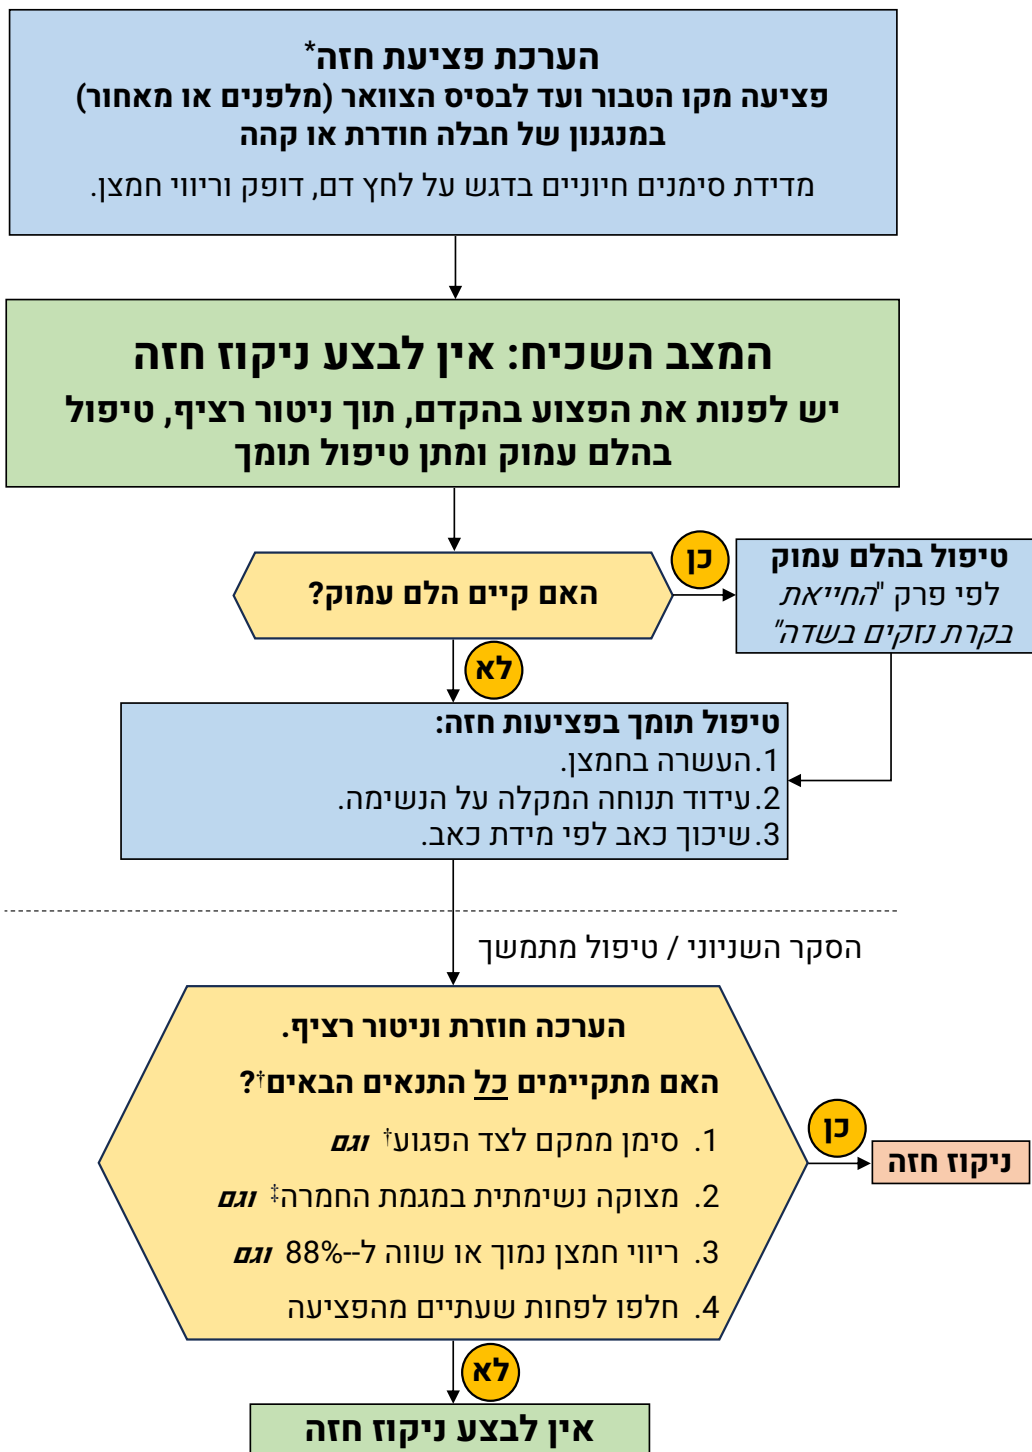 הערכת פציעת חזה*
פציעה מקו הטבור ועד לבסיס הצוואר (מלפנים או מאחור)
במנגנון של חבלה חודרת או קהה
מדידת סימנים חיוניים בדגש על לחץ דם, דופק וריווי חמצן.
המצב השכיח: אין לבצע ניקוז חזה
יש לפנות את הפצוע בהקדם, תוך ניטור רציף, טיפול
בהלם עמוק ומתן טיפול תומך
האם קיים הלם עמוק?
כן
טיפול בהלם עמוק
לפי פרק "החייאת
בקרת נזקים בשדה"
לא
טיפול תומך בפציעות חזה:
1. העשרה בחמצן.
2. עידוד תנוחה המקלה על הנשימה.
3. שיכוך כאב לפי מידת כאב.
הסקר השניוני / טיפול מתמשך
הערכה חוזרת וניטור רציף.
האם מתקיימים כל התנאים הבאים†?
1. סימן ממקם לצד הפגוע† וגם
2. מצוקה נשימתית במגמת החמרה‡ וגם
3. ריווי חמצן נמוך או שווה ל--88% וגם
4. חלפו לפחות שעתיים מהפציעה
כן
ניקוז חזה
לא
אין לבצע ניקוז חזה